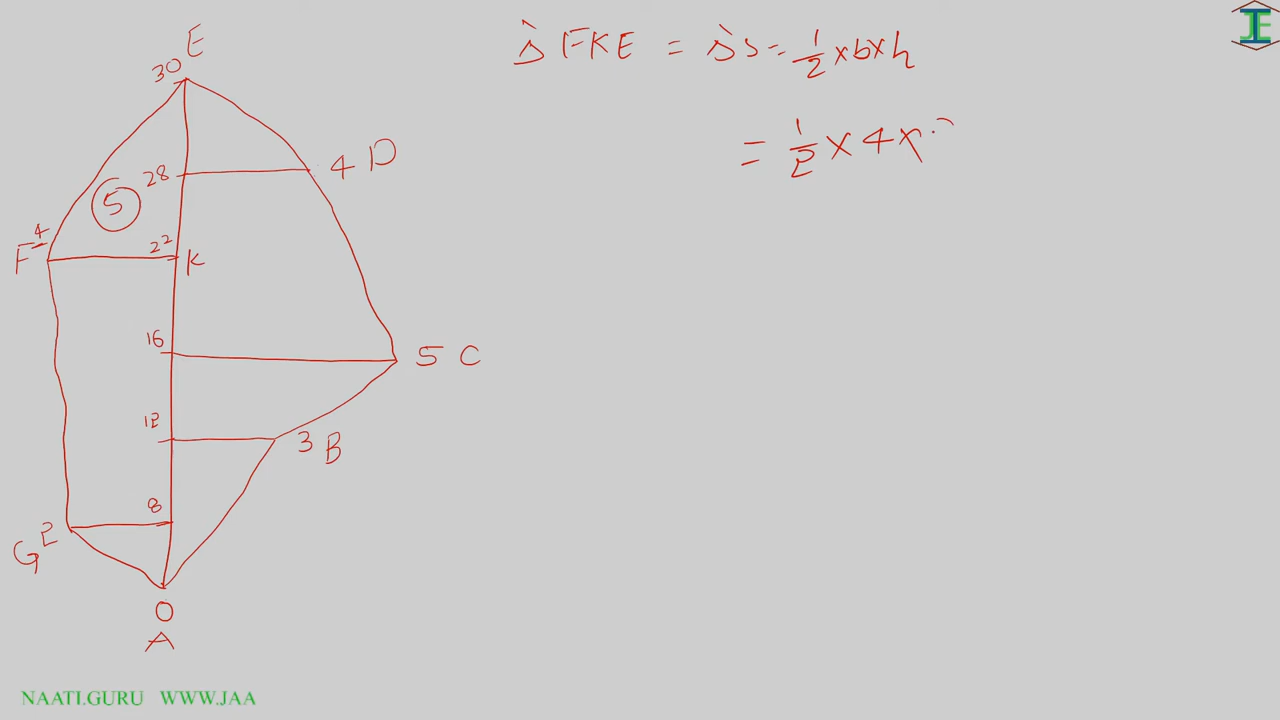 E
30
Δ FKE = Δs = 1/2 x b x h
= 1/2 x 4 x
28
4 D
5
4
F
22
K
16
5 C
12
3 B
8
G 2
0
A
NAATI.GURU WWW.JAA